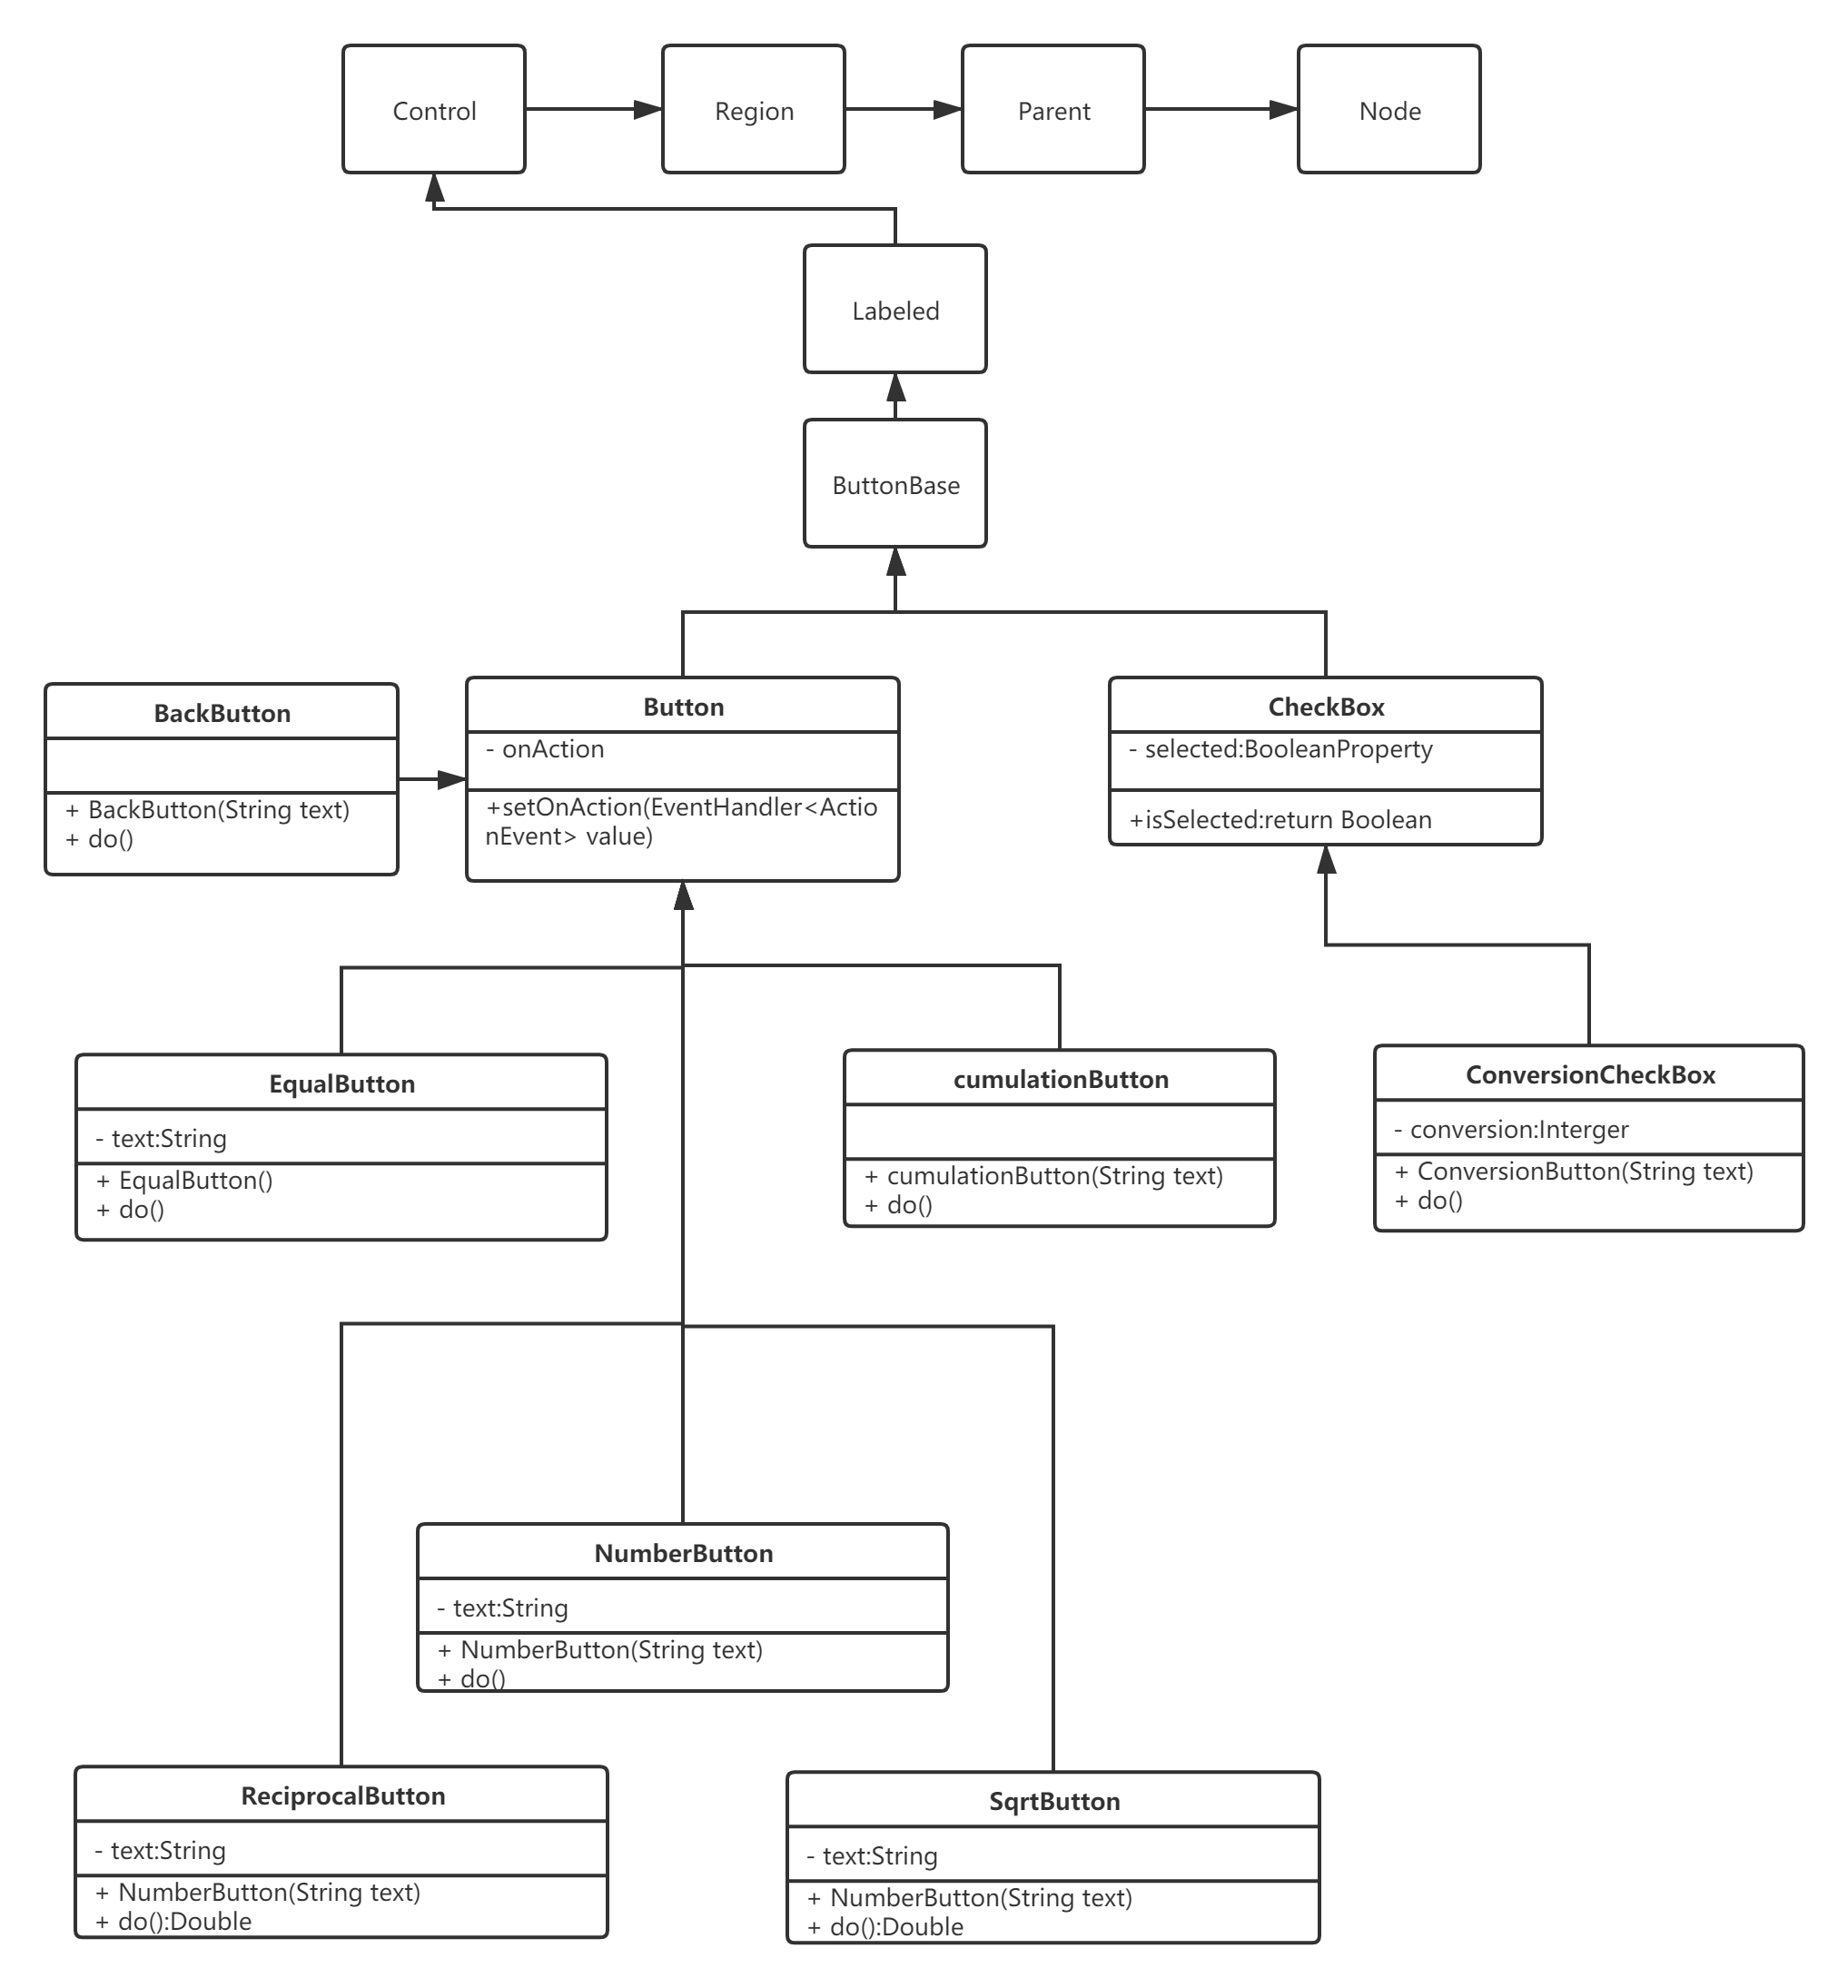 Control
Region
Parent
Node
Labeled
ButtonBase
BackButton
+ BackButton(String text)
+ do()
Button
- onAction
+setOnAction(EventHandler<Actio
nEvent> value)
CheckBox
- selected:BooleanProperty
+isSelected:return Boolean
EqualButton
- text:String
+ EqualButton()
+ do()
cumulationButton
+ cumulationButton(String text)
+ do()
ConversionCheckBox
- conversion:Interger
+ ConversionButton(String text)
+ do()
NumberButton
- text:String
+ NumberButton(String text)
+ do()
ReciprocalButton
- text:String
+ NumberButton(String text)
+ do():Double
SqrtButton
- text:String
+ NumberButton(String text)
+ do():Double